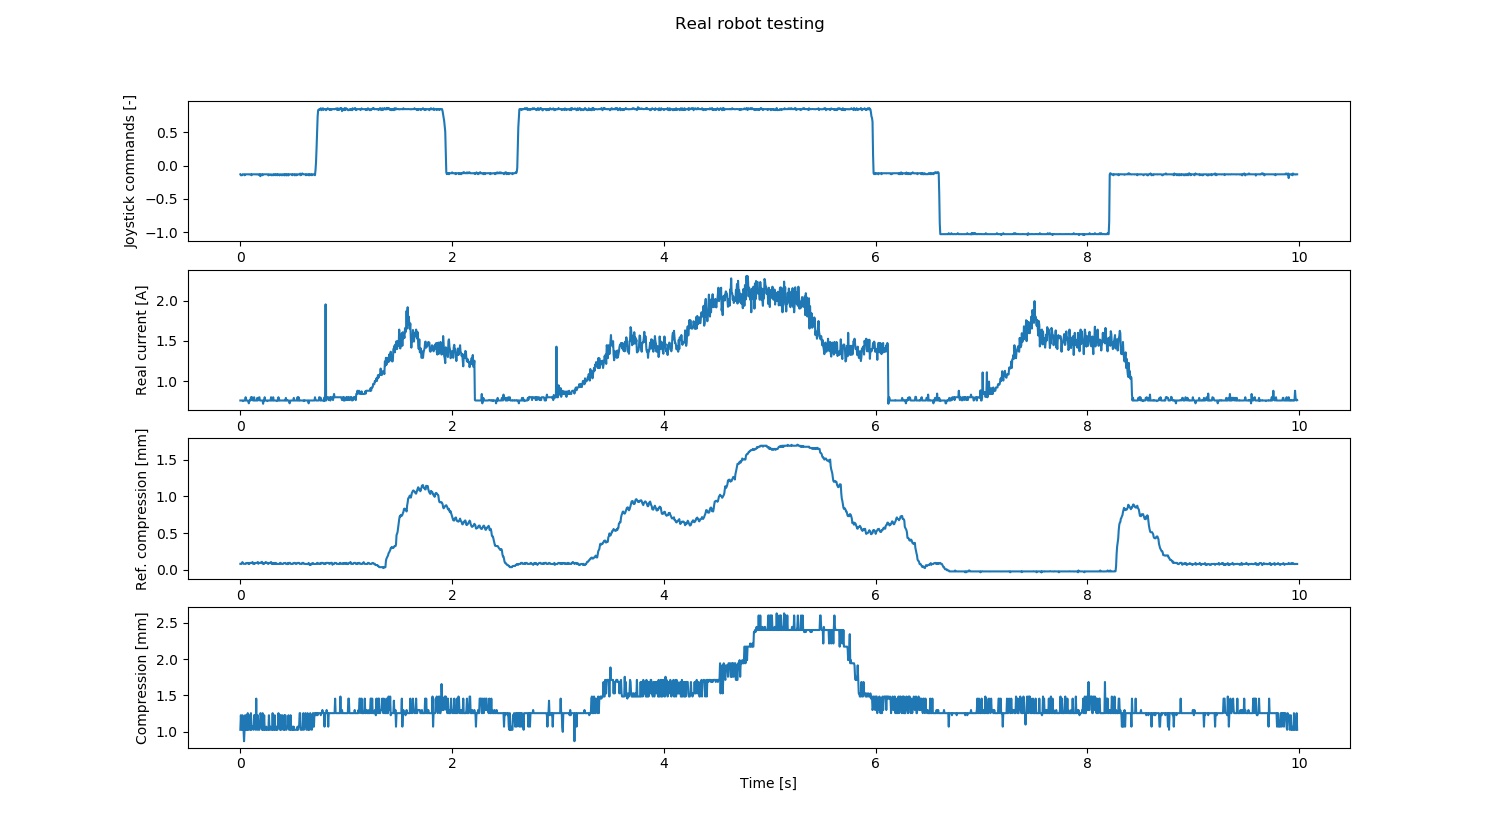 Real robot testing
Joystick commands [-]
0.5
0.0
−0.5
−1.0
0 2 4 6 8 10
Real current [A]
2.0
1.5
1.0
0 2 4 6 8 10
Ref. compression [mm]
1.5
1.0
0.5
0.0
0 2 4 6 8 10
Compression [mm]
2.5
2.0
1.5
1.0
0 2 4 6 8 10
Time [s]